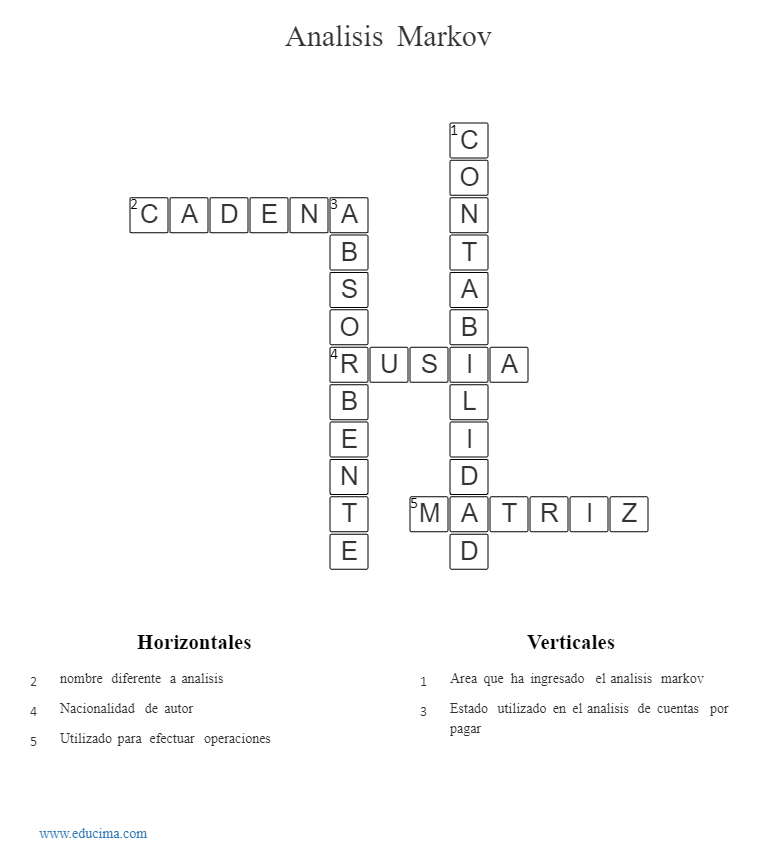 Analisis Markov
1 C
O
2 C A D E N 3 A N
B T
S A
O B
4 R U S I A
B L
E I
N D
T 5 M A T R I Z
E D
Horizontales
2 nombre diferente a analisis
4 Nacionalidad de autor
5 Utilizado para efectuar operaciones
Verticales
1 Area que ha ingresado el analisis markov
3 Estado utilizado en el analisis de cuentas por
pagar
www.educima.com